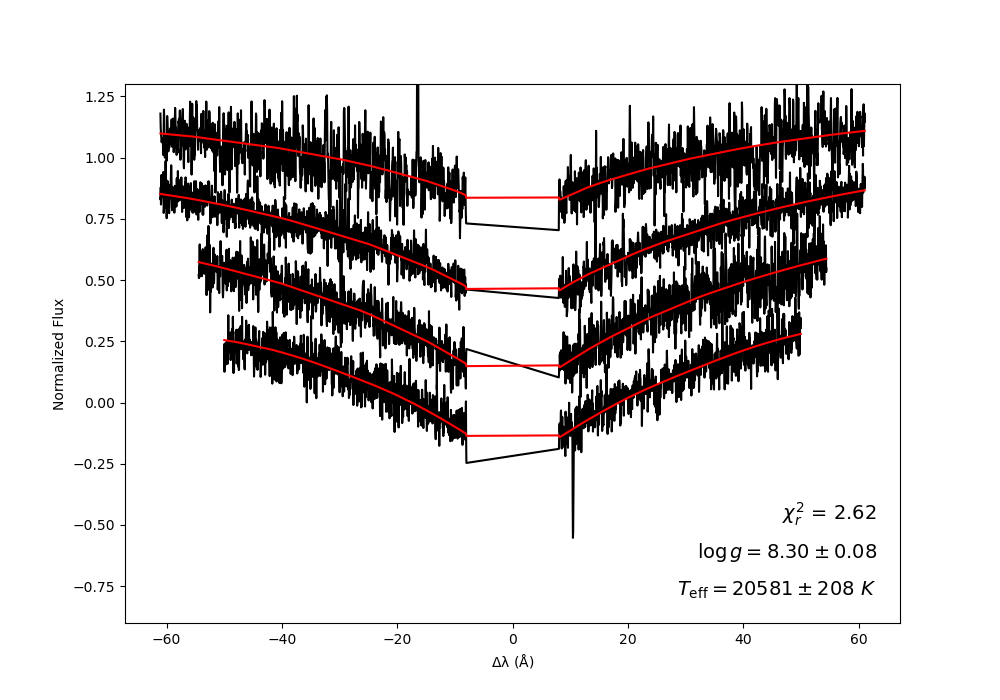 1.25
1.00
0.75
0.50
0.25
0.00
−0.25
−0.50
−0.75
Normalized Flux
χ²ᵣ = 2.62
log g = 8.30 ± 0.08
T_eff = 20581 ± 208 K
−60 −40 −20 0 20 40 60
Δλ (Å)